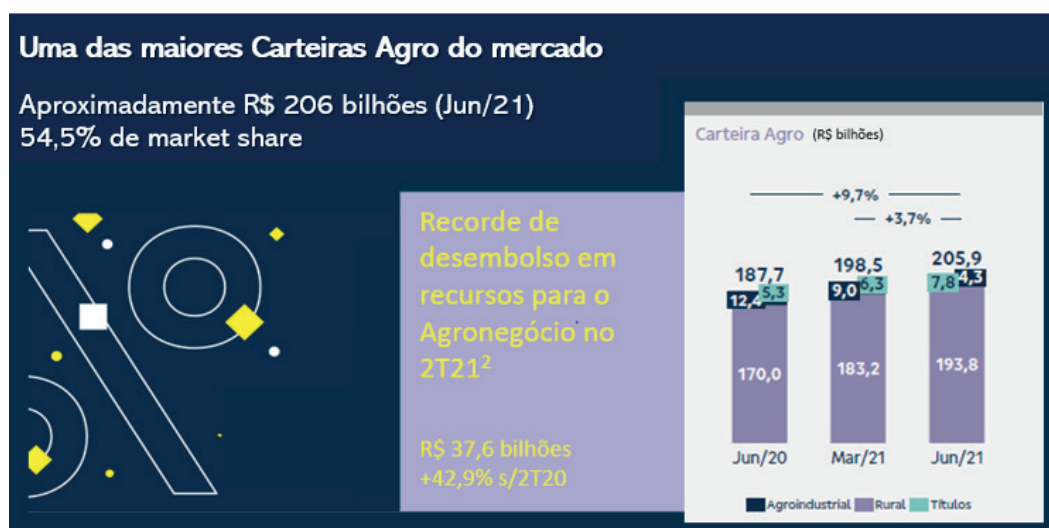 Uma das maiores Carteiras Agro do mercado
Aproximadamente R$ 206 bilhões (Jun/21)
54,5% de market share
Recorde de
desembolso em
recursos para o
Agronegócio no
2T21²
R$ 37,6 bilhões
+42,9% s/2T20
Carteira Agro (R$ bilhões)
+9,7%
+3,7%
187,7 198,5 205,9
12,4 5,3 9,0 6,3 7,8 4,3
170,0 183,2 193,8
Jun/20 Mar/21 Jun/21
Agroindustrial Rural Títulos